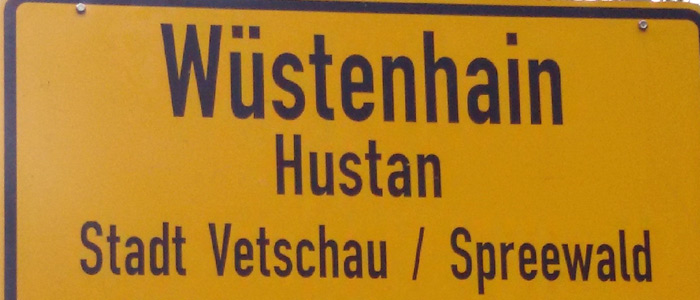 Wüstenhain
Hustan
Stadt Vetschau / Spreewald